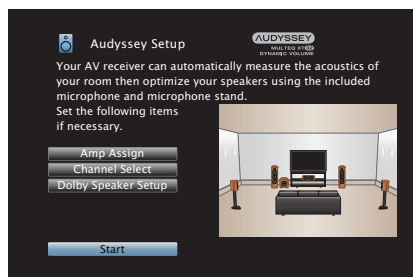 Audyssey Setup
AUDYSSEY
MULTEQ XT32
DYNAMIC VOLUME
Your AV receiver can automatically measure the acoustics of
your room then optimize your speakers using the included
microphone and microphone stand.
Set the following items
if necessary.
Amp Assign
Channel Select
Dolby Speaker Setup
Start